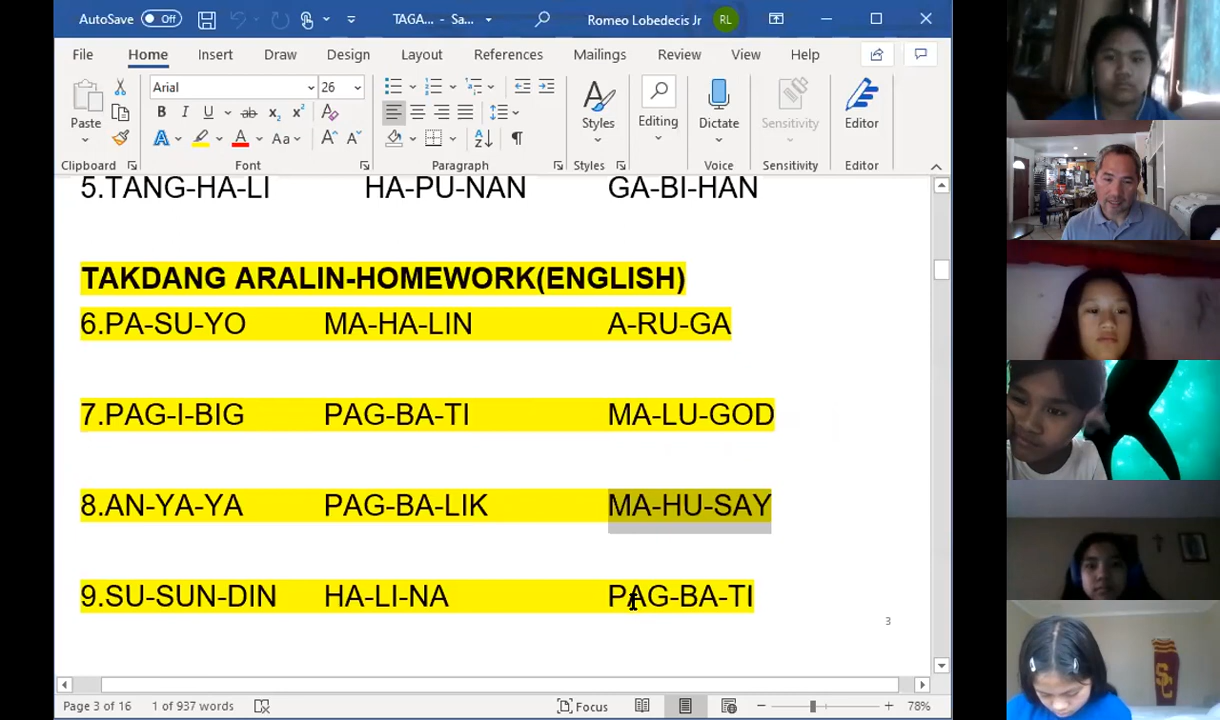 AutoSave Off TAGA... - Sa... Romeo Lobedecis Jr RL
File Home Insert Draw Design Layout References Mailings Review View Help
Arial 26
Paste B I U ab x₂ x² A Aa A A Styles Editing Dictate Sensitivity Editor
Clipboard Font Paragraph Styles Voice Sensitivity Editor
5.TANG-HA-LI HA-PU-NAN GA-BI-HAN
TAKDANG ARALIN-HOMEWORK(ENGLISH)
6.PA-SU-YO MA-HA-LIN A-RU-GA
7.PAG-I-BIG PAG-BA-TI MA-LU-GOD
8.AN-YA-YA PAG-BA-LIK MA-HU-SAY
9.SU-SUN-DIN HA-LI-NA PAG-BA-TI
3
Page 3 of 16 1 of 937 words Focus 78%
SC